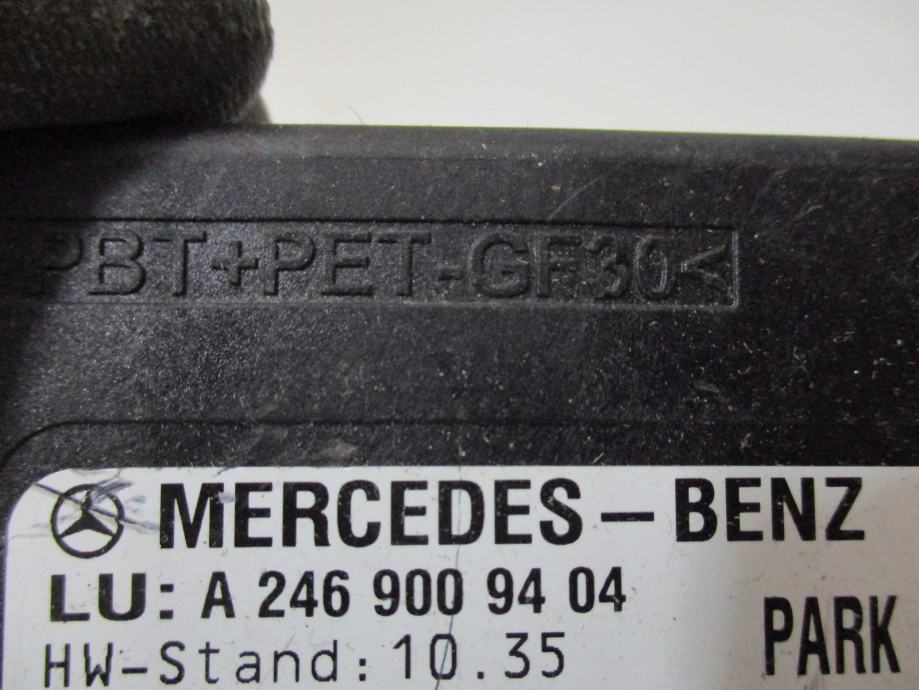 PBT+PET-GF30<
MERCEDES-BENZ
LU: A 246 900 94 04
PARK
HW-Stand: 10.35